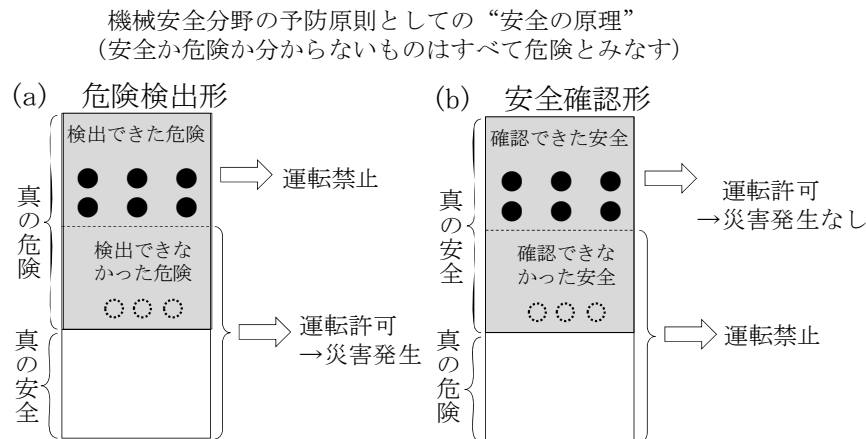 機械安全分野の予防原則としての“安全の原理”
（安全か危険か分からないものはすべて危険とみなす）
(a) 危険検出形
検出できた危険
運転禁止
真の危険
検出できな
かった危険
運転許可
→災害発生
真の安全
(b) 安全確認形
確認できた安全
運転許可
→災害発生なし
真の安全
確認できな
かった安全
運転禁止
真の危険